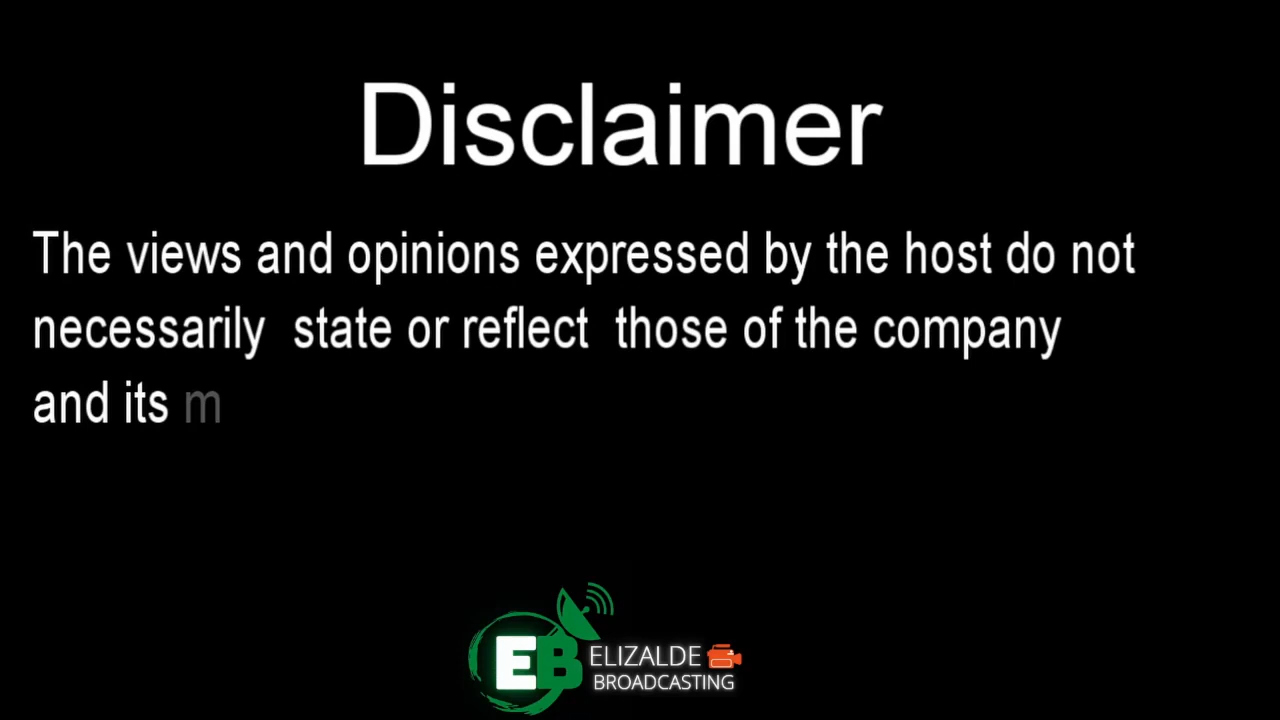 Disclaimer
The views and opinions expressed by the host do not
necessarily  state or reflect  those of the company
and its m
EB ELIZALDE
BROADCASTING